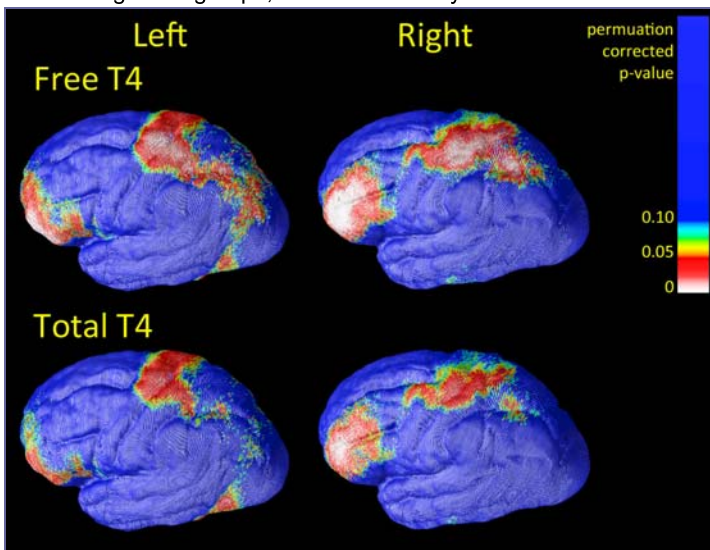 Left
Right
permuation
corrected
p-value
Free T4
0.10
0.05
0
Total T4